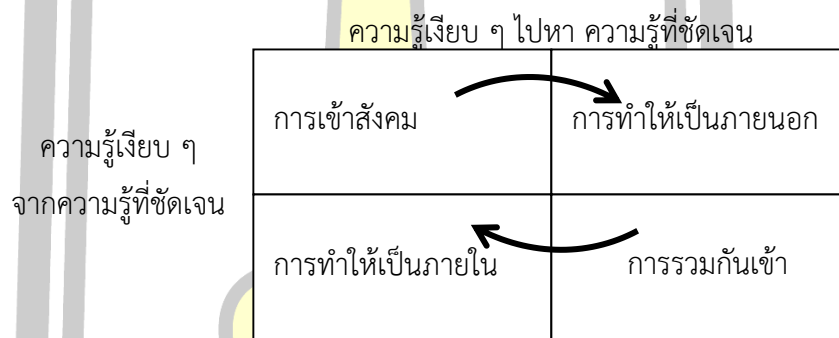 ความรู้เงียบ ๆ ไปหา ความรู้ที่ชัดเจน
การเข้าสังคม
การทำให้เป็นภายนอก
ความรู้เงียบ ๆ
จากความรู้ที่ชัดเจน
การทำให้เป็นภายใน
การรวมกันเข้า